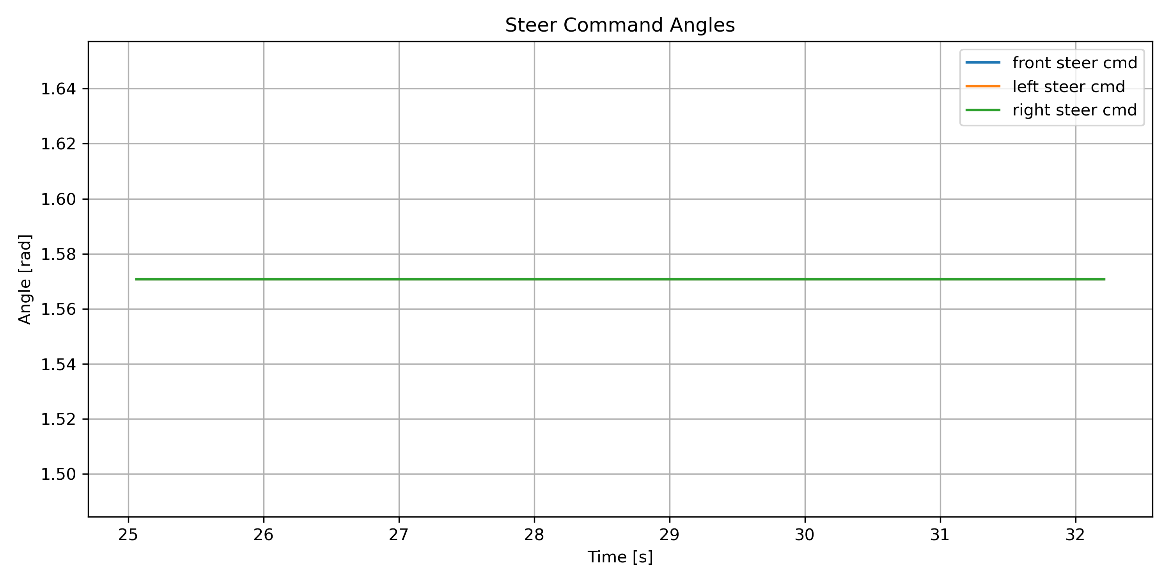 Steer Command Angles
front steer cmd
left steer cmd
right steer cmd
Angle [rad]
1.64
1.62
1.60
1.58
1.56
1.54
1.52
1.50
25 26 27 28 29 30 31 32
Time [s]